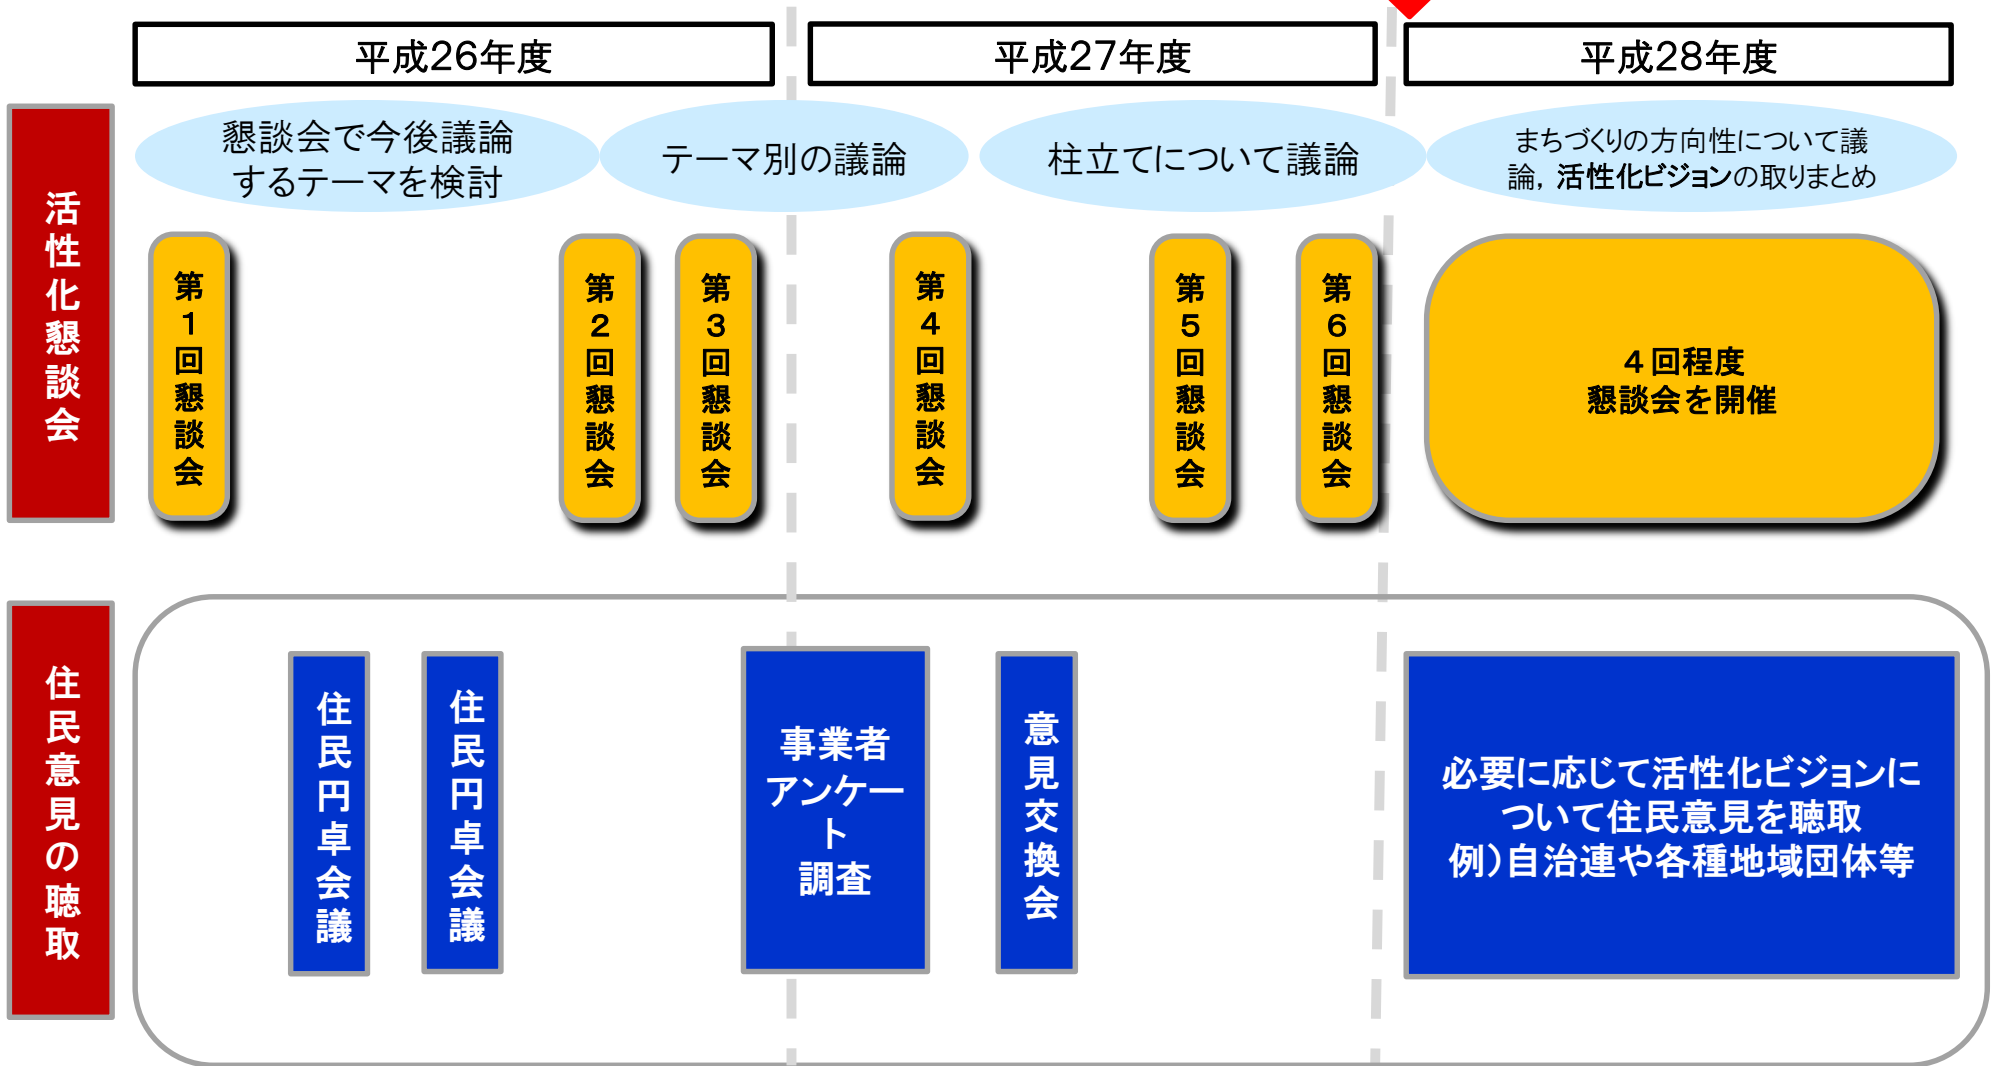 平成26年度
平成27年度
平成28年度
活性化懇談会
懇談会で今後議論
するテーマを検討
テーマ別の議論
柱立てについて議論
まちづくりの方向性について議
論，活性化ビジョンの取りまとめ
第１回懇談会
第２回懇談会
第３回懇談会
第４回懇談会
第５回懇談会
第６回懇談会
４回程度
懇談会を開催
住民意見の聴取
住民円卓会議
住民円卓会議
事業者
アンケー
ト
調査
意見交換会
必要に応じて活性化ビジョンに
ついて住民意見を聴取
例）自治連や各種地域団体等